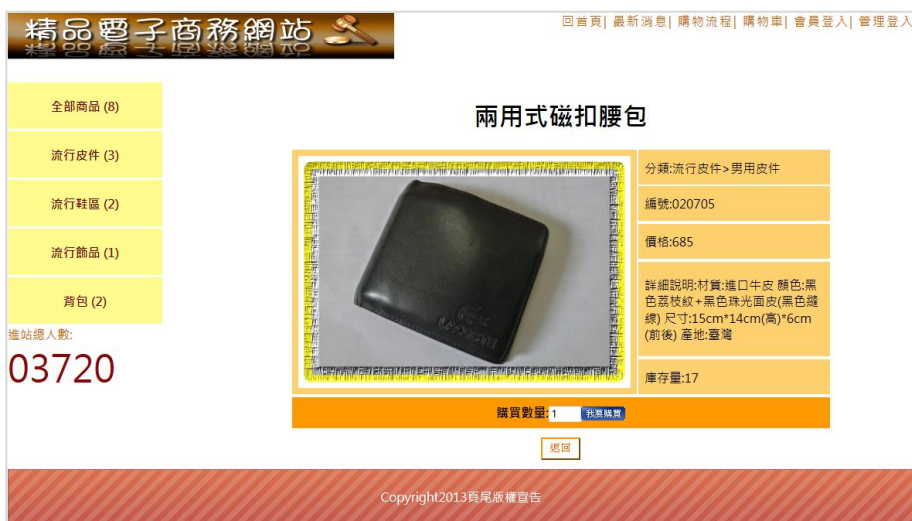 精品電子商務網站
回首頁| 最新消息| 購物流程| 購物車| 會員登入| 管理登入
全部商品 (8)
流行皮件 (3)
流行鞋區 (2)
流行飾品 (1)
背包 (2)
進站總人數:
03720
兩用式磁扣腰包
LACOSTE
分類:流行皮件>男用皮件
編號:020705
價格:685
詳細說明:材質:進口牛皮 顏色:黑
色荔枝紋+黑色珠光面皮(黑色縫
線) 尺寸:15cm*14cm(高)*6cm
(前後) 產地:臺灣
庫存量:17
購買數量:1 我要購買
返回
Copyright2013頁尾版權宣告